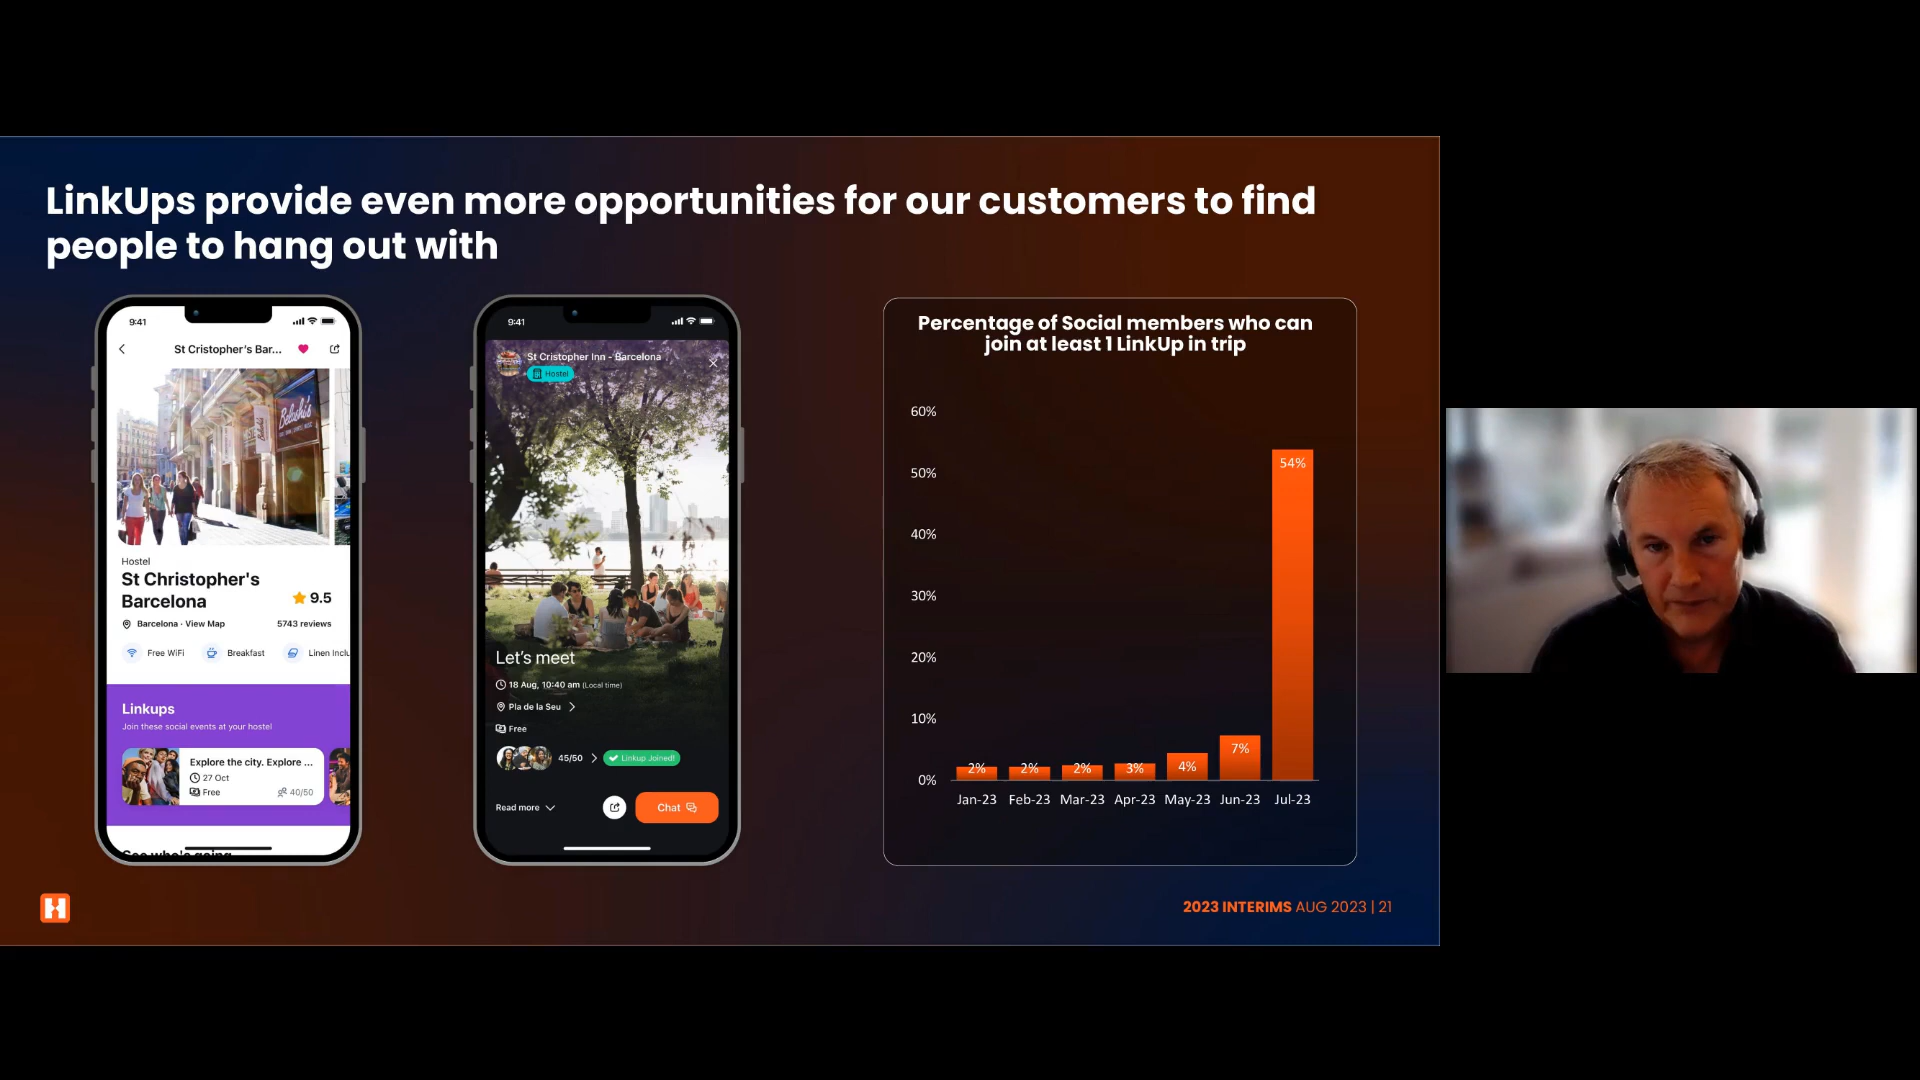 LinkUps provide even more opportunities for our customers to find
people to hang out with
9:41
St Cristopher's Bar...
Belushi's
Hostel
St Christopher's
Barcelona
9.5
Barcelona · View Map
5743 reviews
Free WiFi
Breakfast
Linen Inclu
Linkups
Join these social events at your hostel
Explore the city. Explore ...
27 Oct
Free
40/50
See who's going
9:41
St Cristopher Inn - Barcelona
Hostel
Let's meet
18 Aug, 10:40 am (Local time)
Pla de la Seu
Free
45/50
Linkup Joined!
Read more
Chat
Percentage of Social members who can
join at least 1 LinkUp in trip
60%
50%
40%
30%
20%
10%
0%
2%
2%
2%
3%
4%
7%
54%
Jan-23 Feb-23 Mar-23 Apr-23 May-23 Jun-23 Jul-23
H
2023 INTERIMS AUG 2023 | 21